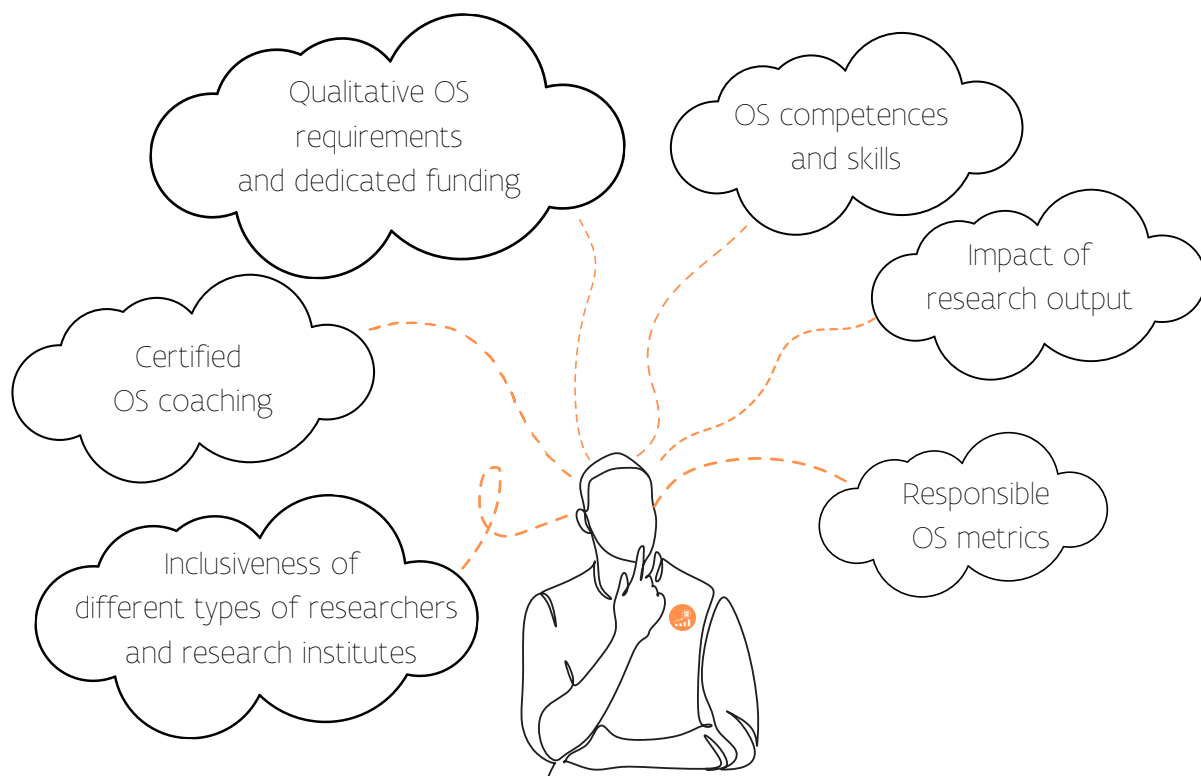 Qualitative OS
requirements
and dedicated funding
OS competences
and skills
Impact of
research output
Certified
OS coaching
Responsible
OS metrics
Inclusiveness of
different types of researchers
and research institutes